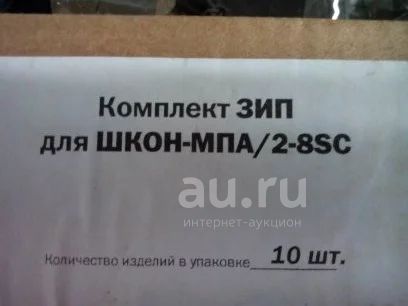 Комплект ЗИП
для ШКОН-МПА/2-8SC
au.ru
интернет-аукцион
Количество изделий в упаковке 10 шт.